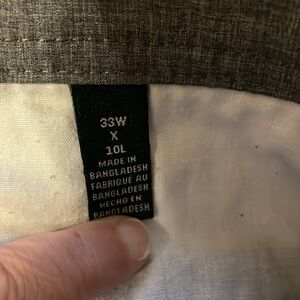 33W
X
10L
MADE IN
BANGLADESH
FABRIQUÉ AU
BANGLADESH
HECHO EN
BANGLADESH